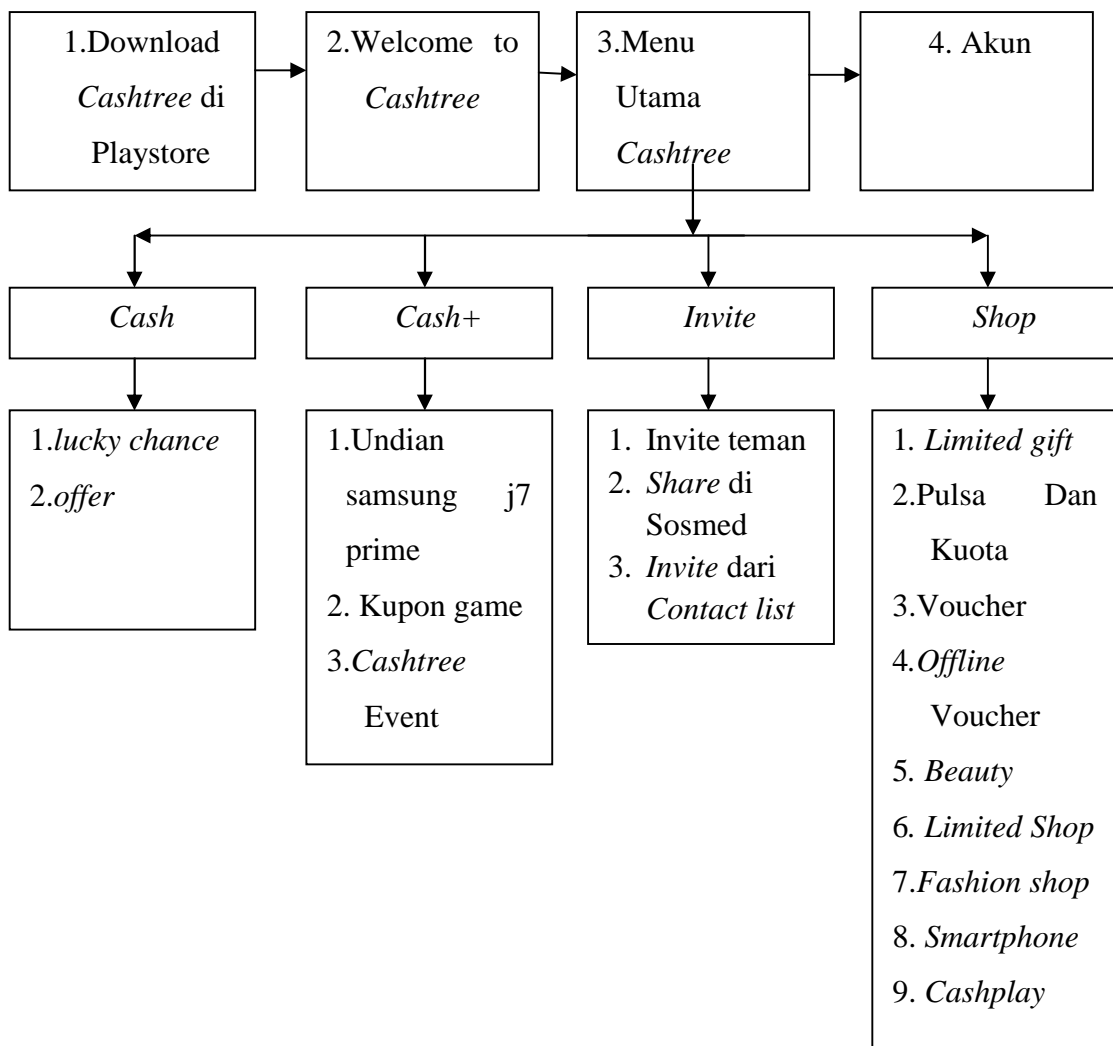 1.Download
Cashtree di
Playstore
2.Welcome to
Cashtree
3.Menu
Utama
Cashtree
4. Akun
Cash
Cash+
Invite
Shop
1.lucky chance
2.offer
1.Undian
samsung j7
prime
2. Kupon game
3.Cashtree
Event
1. Invite teman
2. Share di
Sosmed
3. Invite dari
Contact list
1. Limited gift
2.Pulsa Dan
Kuota
3.Voucher
4.Offline
Voucher
5. Beauty
6. Limited Shop
7.Fashion shop
8. Smartphone
9. Cashplay